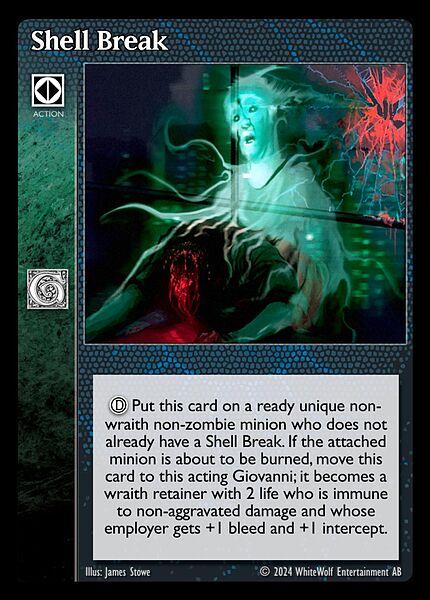 Shell Break
ACTION
D Put this card on a ready unique non-
wraith non-zombie minion who does not
already have a Shell Break. If the attached
minion is about to be burned, move this
card to this acting Giovanni; it becomes a
wraith retainer with 2 life who is immune
to non-aggravated damage and whose
employer gets +1 bleed and +1 intercept.
Illus: James Stowe © 2024 WhiteWolf Entertainment AB